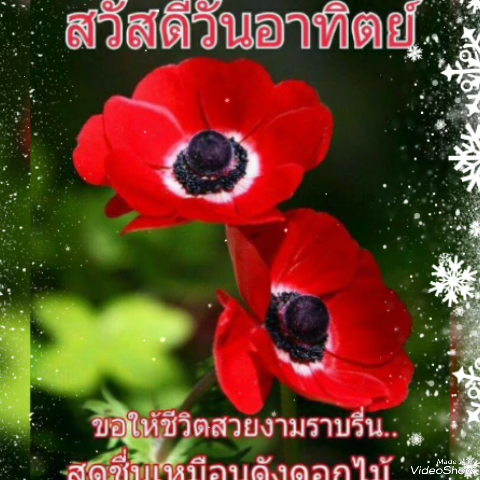 สวัสดีวันอาทิตย์
ขอให้ชีวิตสวยง่ามราบรื่น..
สดชื่นเหมือนดั่งดอกไม้
Made by
VideoShow